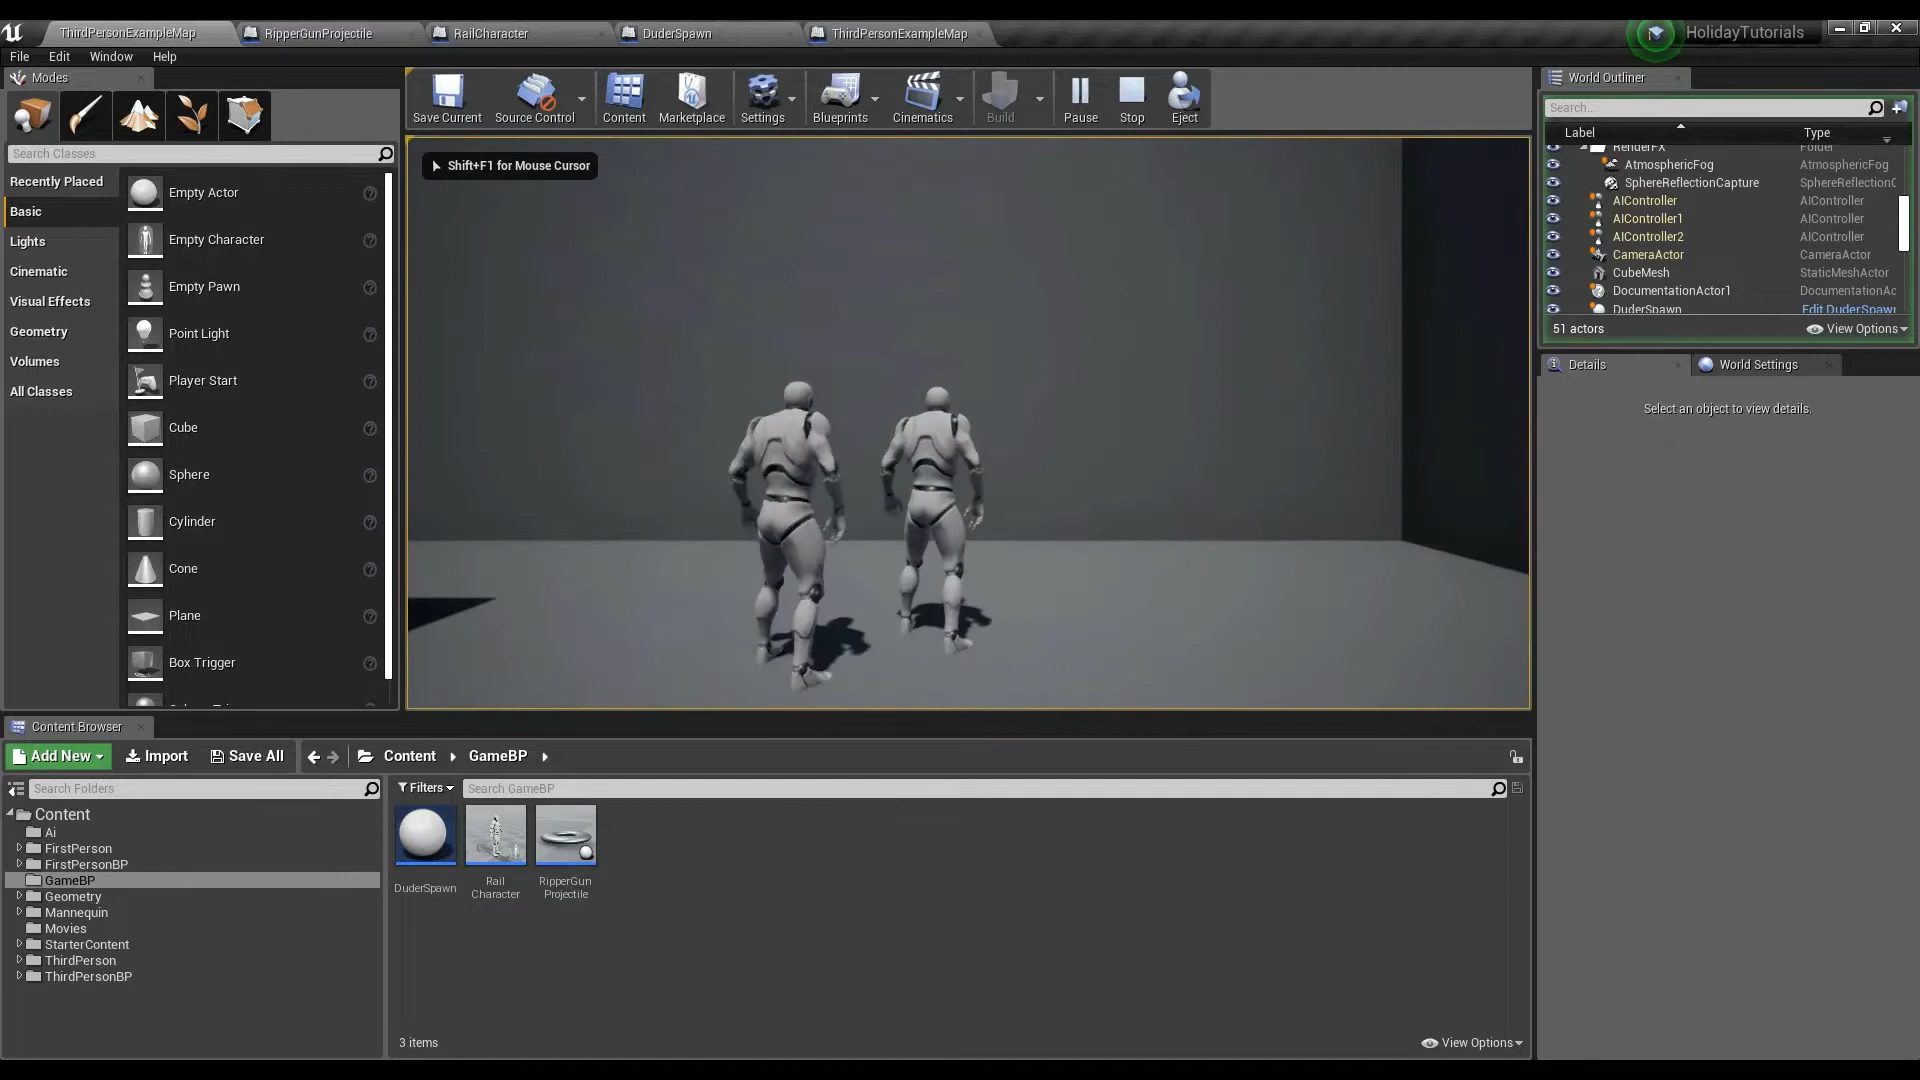 ThirdPersonExampleMap
RipperGunProjectile
RailCharacter
DuderSpawn
ThirdPersonExampleMap
HolidayTutorials
File
Edit
Window
Help
Modes
Save Current
Source Control
Content
Marketplace
Settings
Blueprints
Cinematics
Build
Pause
Stop
Eject
Search Classes
Recently Placed
Basic
Lights
Cinematic
Visual Effects
Geometry
Volumes
All Classes
Empty Actor
Empty Character
Empty Pawn
Point Light
Player Start
Cube
Sphere
Cylinder
Cone
Plane
Box Trigger
Shift+F1 for Mouse Cursor
World Outliner
Search...
Label Type
RenderFX Folder
AtmosphericFog AtmosphericFog
SphereReflectionCapture SphereReflectionC
AIController AIController
AIController1 AIController
AIController2 AIController
CameraActor CameraActor
CubeMesh StaticMeshActor
DocumentationActor1 DocumentationAc
DuderSpawn Edit DuderSpawn
51 actors
View Options
Details
World Settings
Select an object to view details.
Content Browser
Add New
Import
Save All
Content
GameBP
Search Folders
Filters
Search GameBP
Content
Ai
FirstPerson
FirstPersonBP
GameBP
Geometry
Mannequin
Movies
StarterContent
ThirdPerson
ThirdPersonBP
DuderSpawn
Rail
Character
RipperGun
Projectile
3 items
View Options